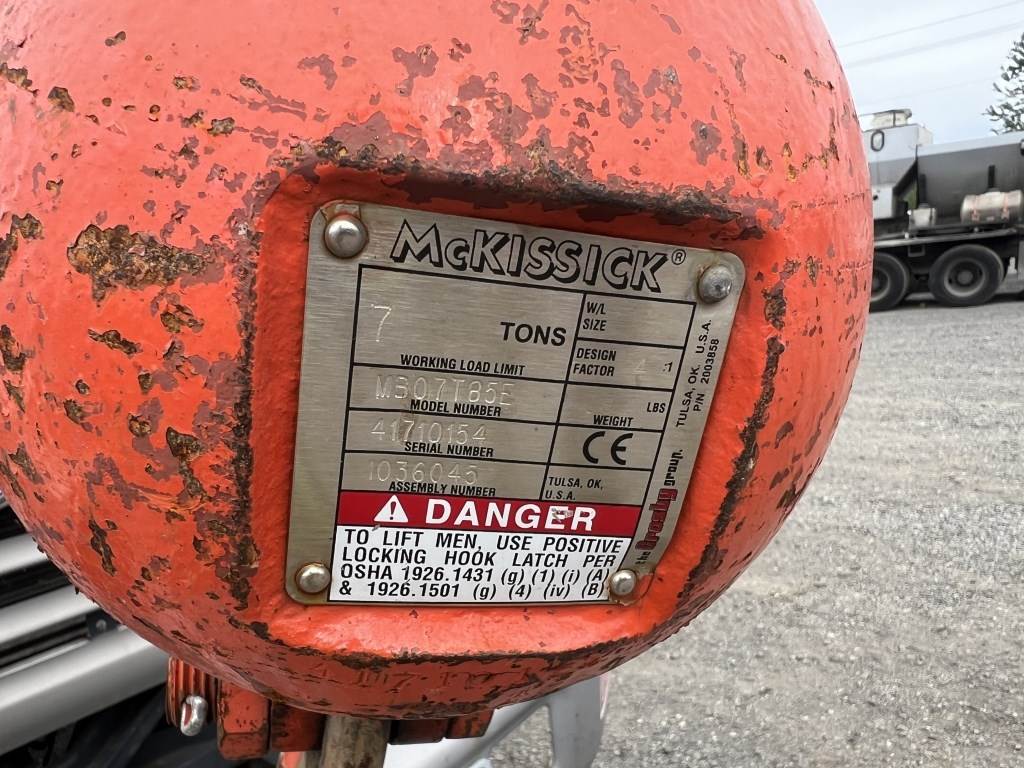 McKISSICK®
7 TONS
WORKING LOAD LIMIT
W/L
SIZE
DESIGN
FACTOR 4:1
MB07T85E
MODEL NUMBER
LBS
WEIGHT
41710154
SERIAL NUMBER
CE
1036045
ASSEMBLY NUMBER
TULSA, OK,
U.S.A.
TULSA, OK. U.S.A.
P/N 2003858
the Crosby group.
DANGER
TO LIFT MEN, USE POSITIVE
LOCKING HOOK LATCH PER
OSHA 1926.1431 (g) (1) (i) (A)
& 1926.1501 (g) (4) (iv) (B)